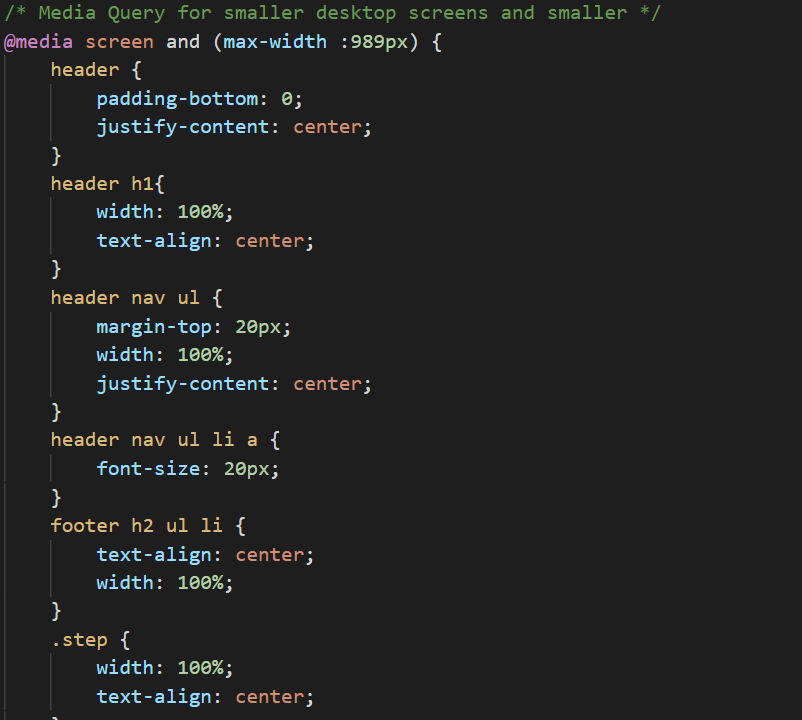 /* Media Query for smaller desktop screens and smaller */
@media screen and (max-width :989px) {
    header {
        padding-bottom: 0;
        justify-content: center;
    }
    header h1{
        width: 100%;
        text-align: center;
    }
    header nav ul {
        margin-top: 20px;
        width: 100%;
        justify-content: center;
    }
    header nav ul li a {
        font-size: 20px;
    }
    footer h2 ul li {
        text-align: center;
        width: 100%;
    }
    .step {
        width: 100%;
        text-align: center;
    }